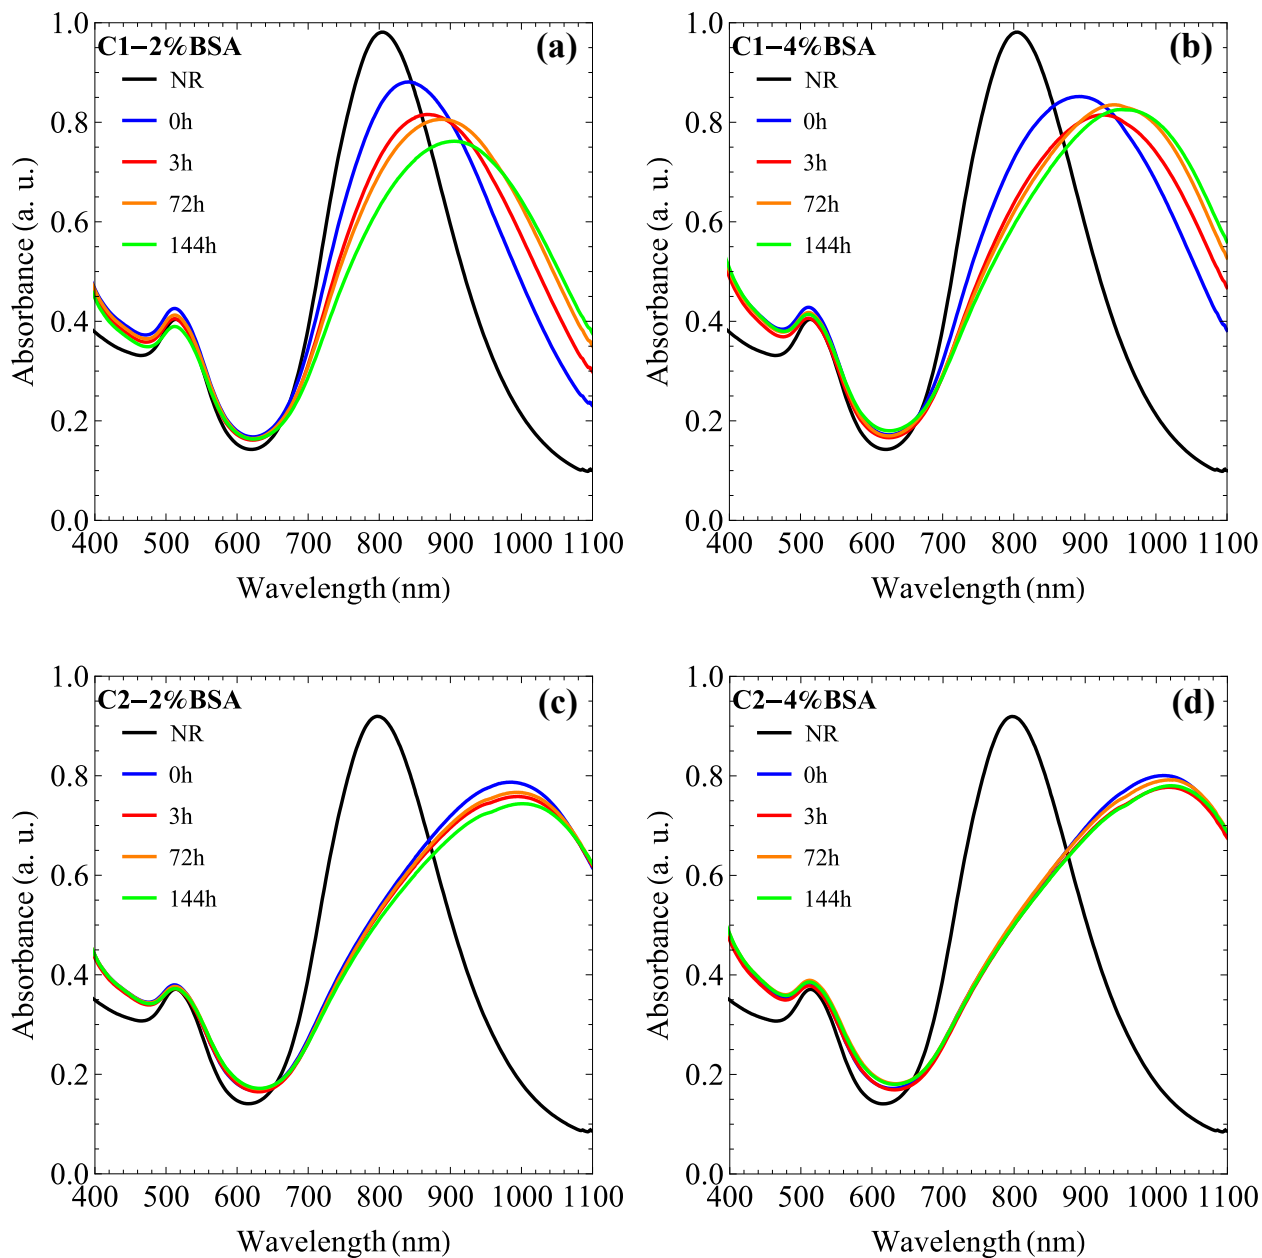 C1−2%BSA
(a)
NR
0h
3h
72h
144h
Absorbance (a. u.)
1.0
0.8
0.6
0.4
0.2
0.0
400 500 600 700 800 900 1000 1100
Wavelength (nm)
C1−4%BSA
(b)
NR
0h
3h
72h
144h
Absorbance (a. u.)
1.0
0.8
0.6
0.4
0.2
0.0
400 500 600 700 800 900 1000 1100
Wavelength (nm)
C2−2%BSA
(c)
NR
0h
3h
72h
144h
Absorbance (a. u.)
1.0
0.8
0.6
0.4
0.2
0.0
400 500 600 700 800 900 1000 1100
Wavelength (nm)
C2−4%BSA
(d)
NR
0h
3h
72h
144h
Absorbance (a. u.)
1.0
0.8
0.6
0.4
0.2
0.0
400 500 600 700 800 900 1000 1100
Wavelength (nm)